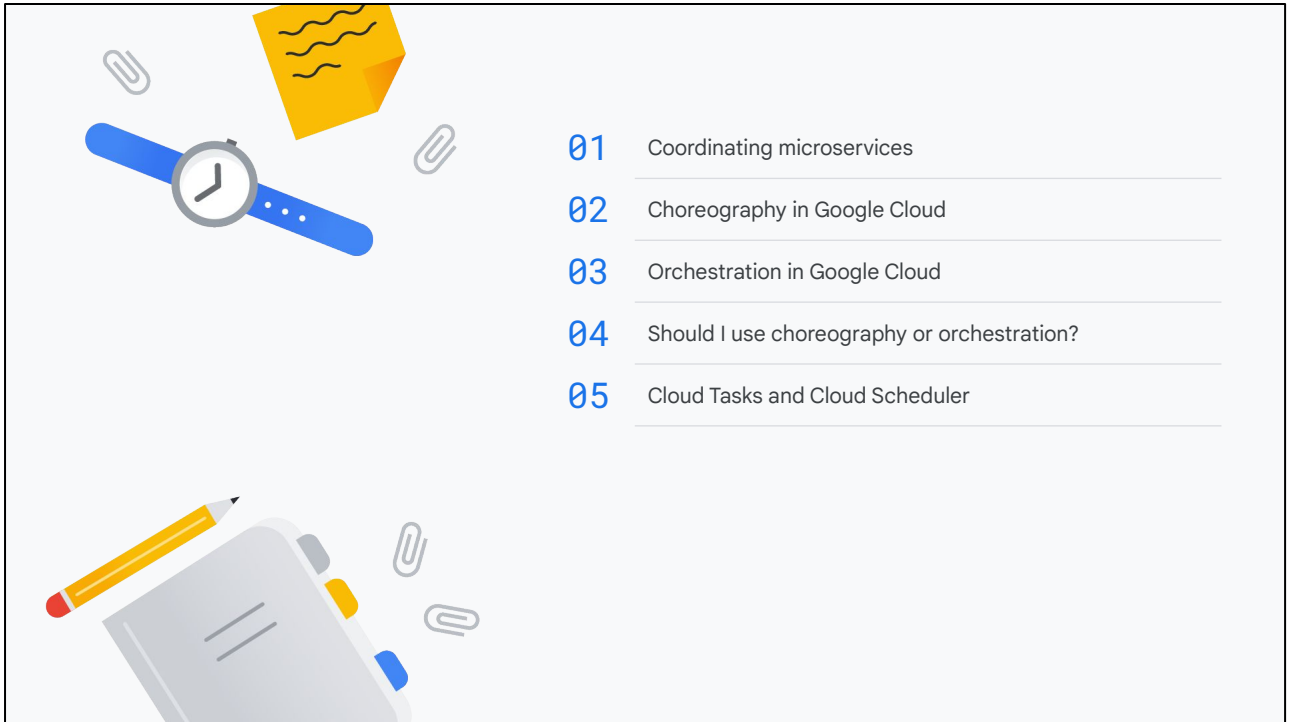 01 Coordinating microservices
02 Choreography in Google Cloud
03 Orchestration in Google Cloud
04 Should I use choreography or orchestration?
05 Cloud Tasks and Cloud Scheduler